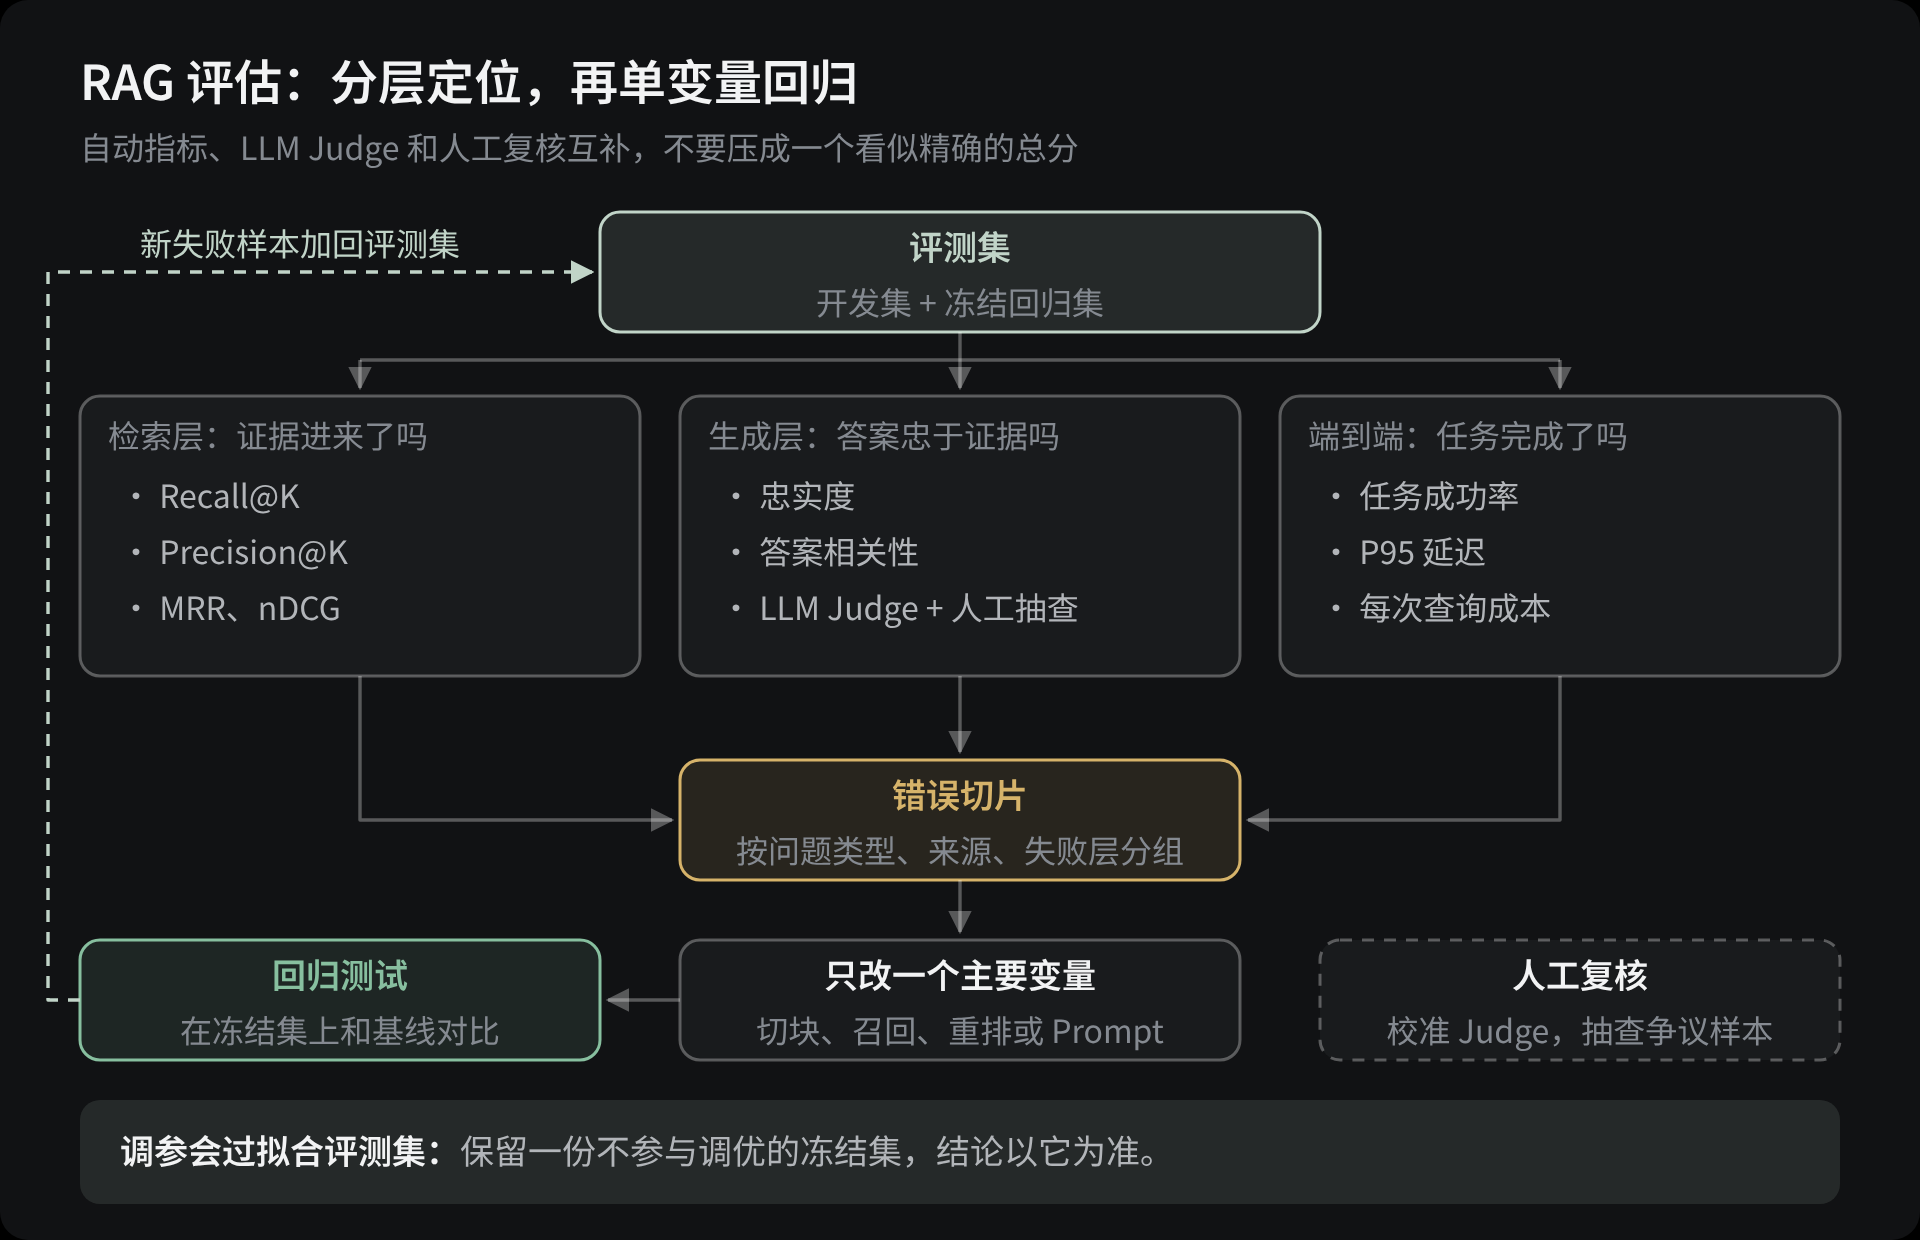 RAG 评估：分层定位，再单变量回归
自动指标、LLM Judge 和人工复核互补，不要压成一个看似精确的总分
新失败样本加回评测集
评测集
开发集 + 冻结回归集
检索层：证据进来了吗
• Recall@K
• Precision@K
• MRR、nDCG
生成层：答案忠于证据吗
• 忠实度
• 答案相关性
• LLM Judge + 人工抽查
端到端：任务完成了吗
• 任务成功率
• P95 延迟
• 每次查询成本
错误切片
按问题类型、来源、失败层分组
回归测试
在冻结集上和基线对比
只改一个主要变量
切块、召回、重排或 Prompt
人工复核
校准 Judge，抽查争议样本
调参会过拟合评测集：保留一份不参与调优的冻结集，结论以它为准。